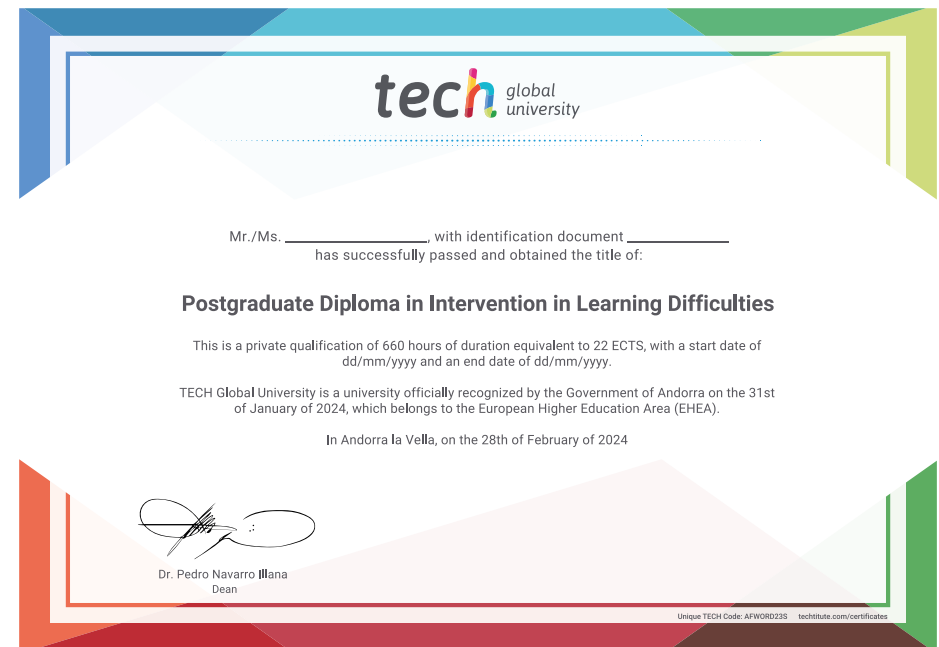 tech global
university
Mr./Ms. ________________, with identification document ____________
has successfully passed and obtained the title of:
Postgraduate Diploma in Intervention in Learning Difficulties
This is a private qualification of 660 hours of duration equivalent to 22 ECTS, with a start date of
dd/mm/yyyy and an end date of dd/mm/yyyy.
TECH Global University is a university officially recognized by the Government of Andorra on the 31st
of January of 2024, which belongs to the European Higher Education Area (EHEA).
In Andorra la Vella, on the 28th of February of 2024
Dr. Pedro Navarro Illana
Dean
Unique TECH Code: AFWORD23S techtitute.com/certificates